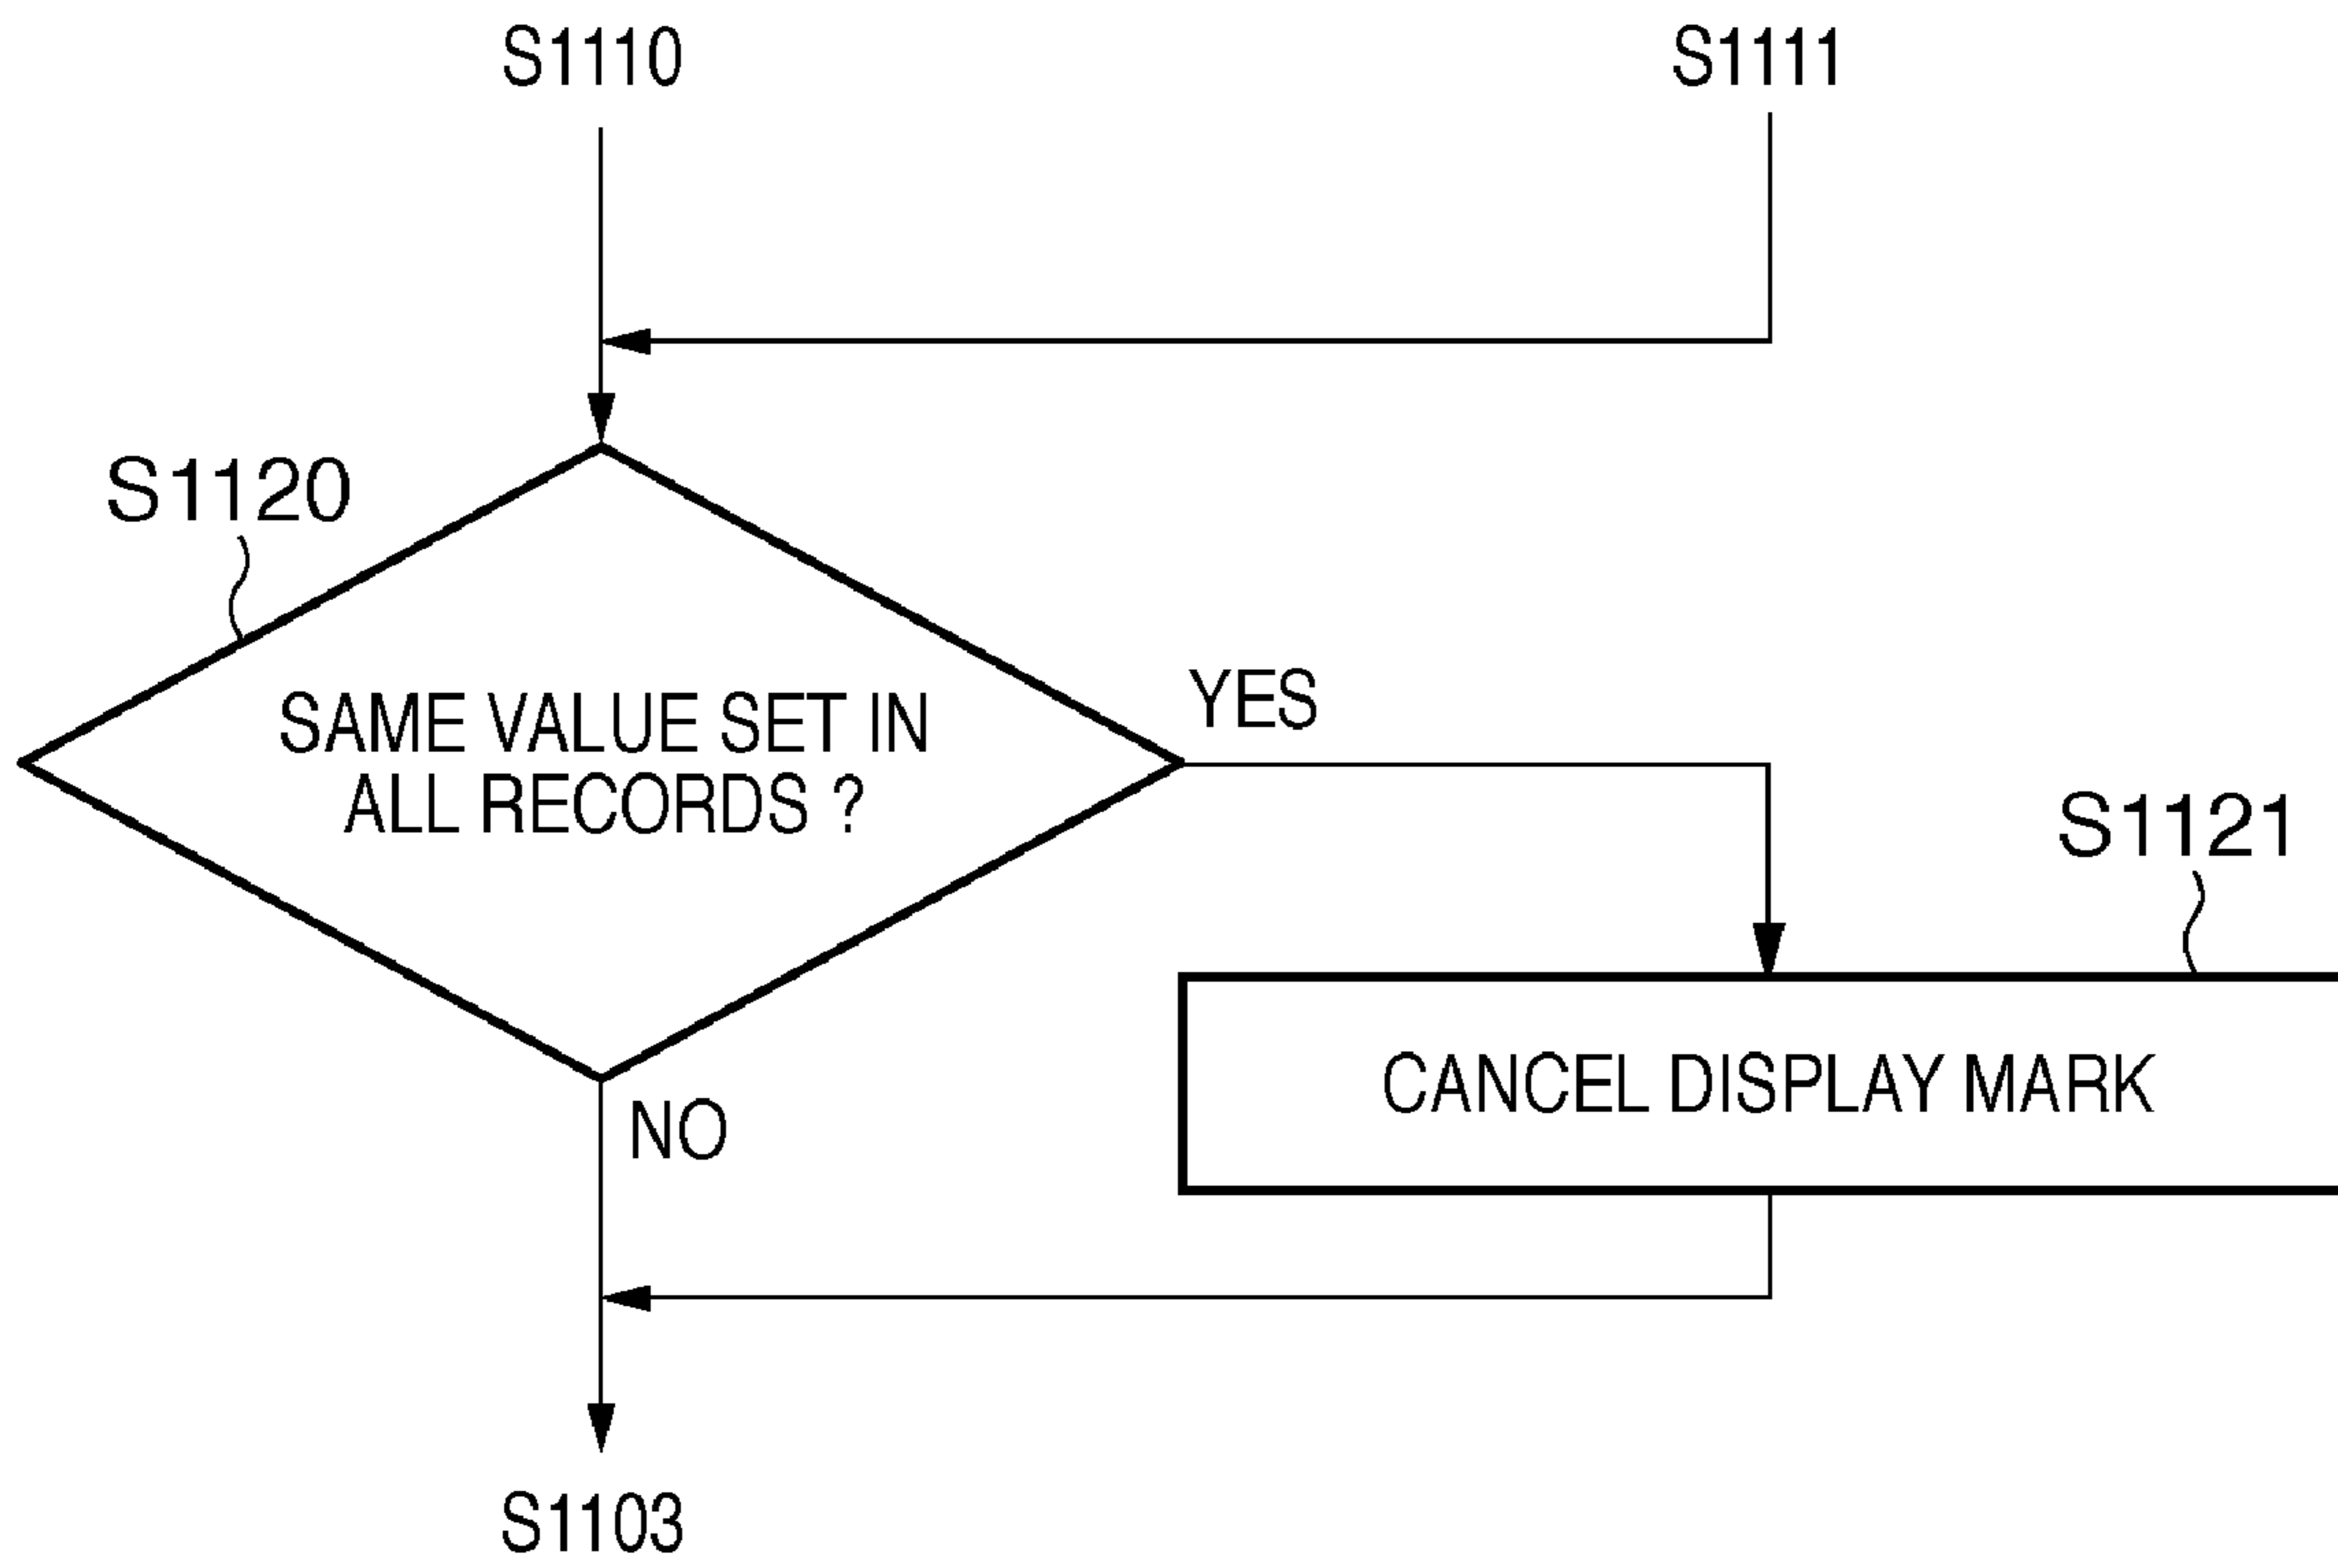 S1110
S1111
S1120
SAME VALUE SET IN
ALL RECORDS ?
YES
S1121
CANCEL DISPLAY MARK
NO
S1103